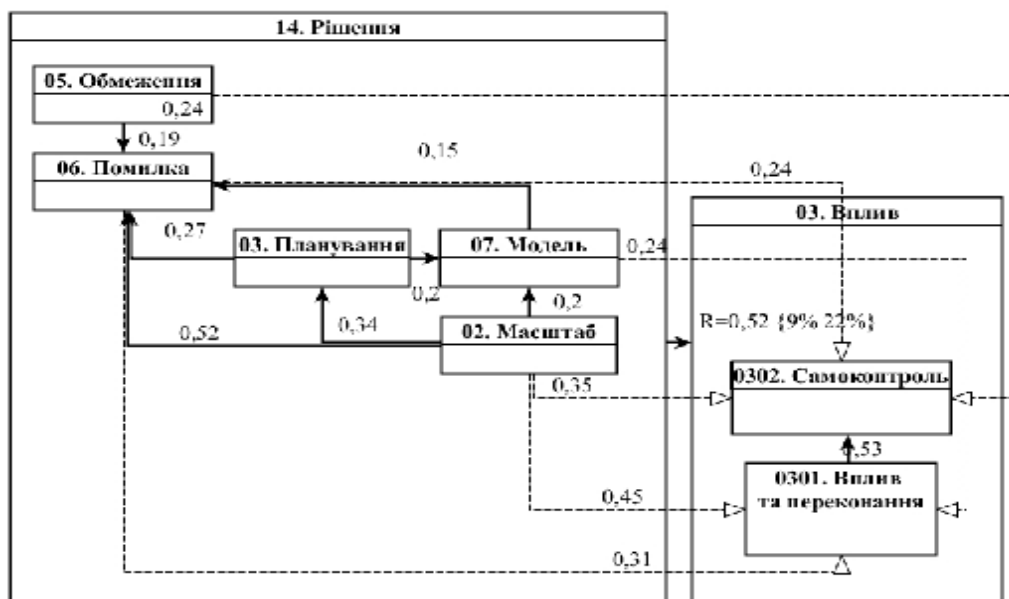 14. Рішення
05. Обмеження
0,24
0,19
06. Помилка
0,15
0,24
03. Вплив
0,27
03. Планування
07. Модель
0,24
0,2
0,2
0,34
02. Масштаб
0,52
R=0,52 {9% 22%}
0,35
0302. Самоконтроль
0,53
0301. Вплив
та переконання
0,45
0,31